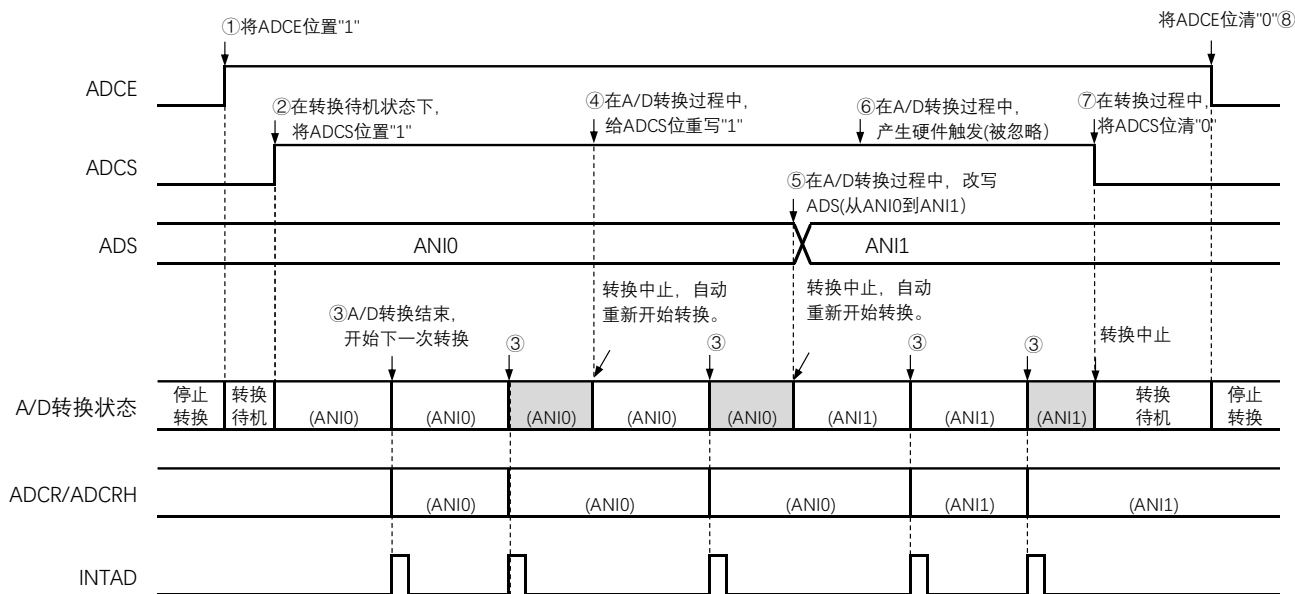 ①将ADCE位置"1"
将ADCE位清"0"⑧
ADCE
②在转换待机状态下，
将ADCS位置"1"
④在A/D转换过程中，
给ADCS位重写"1"
⑥在A/D转换过程中，
产生硬件触发(被忽略）
⑦在转换过程中，
将ADCS位清"0"
ADCS
⑤在A/D转换过程中，改写
ADS(从ANI0到ANI1）
ADS
ANI0
ANI1
③A/D转换结束，
开始下一次转换
③
转换中止，自动
重新开始转换。
③
转换中止，自动
重新开始转换。
③
③
转换中止
A/D转换状态
停止
转换
转换
待机
(ANI0)
(ANI0)
(ANI0)
(ANI0)
(ANI0)
(ANI1)
(ANI1)
(ANI1)
转换
待机
停止
转换
ADCR/ADCRH
(ANI0)
(ANI0)
(ANI0)
(ANI1)
(ANI1)
INTAD